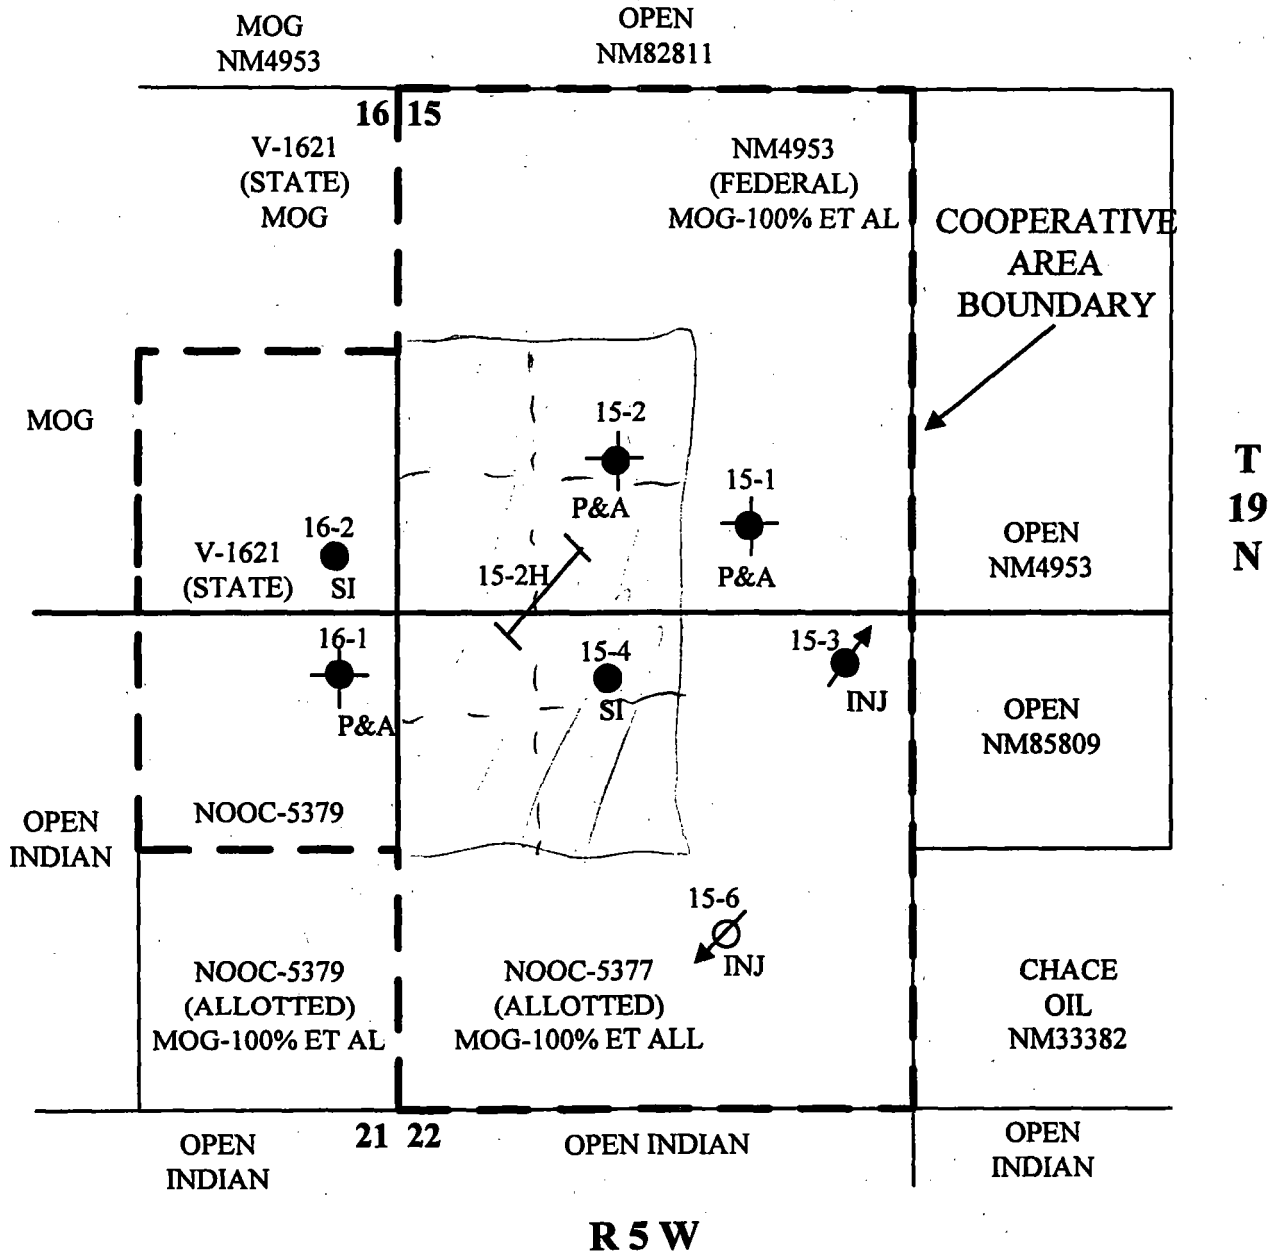 MOG
NM4953
OPEN
NM82811
16 15
V-1621
(STATE)
MOG
NM4953
(FEDERAL)
MOG-100% ET AL
COOPERATIVE
AREA
BOUNDARY
MOG
15-2
P&A
15-1
P&A
T
19
N
16-2
SI
V-1621
(STATE)
15-2H
OPEN
NM4953
16-1
P&A
15-4
SI
15-3
INJ
OPEN
NM85809
OPEN
INDIAN
NOOC-5379
15-6
INJ
NOOC-5379
(ALLOTTED)
MOG-100% ET AL
NOOC-5377
(ALLOTTED)
MOG-100% ET ALL
CHACE
OIL
NM33382
21 22
OPEN
INDIAN
OPEN INDIAN
OPEN
INDIAN
R 5 W